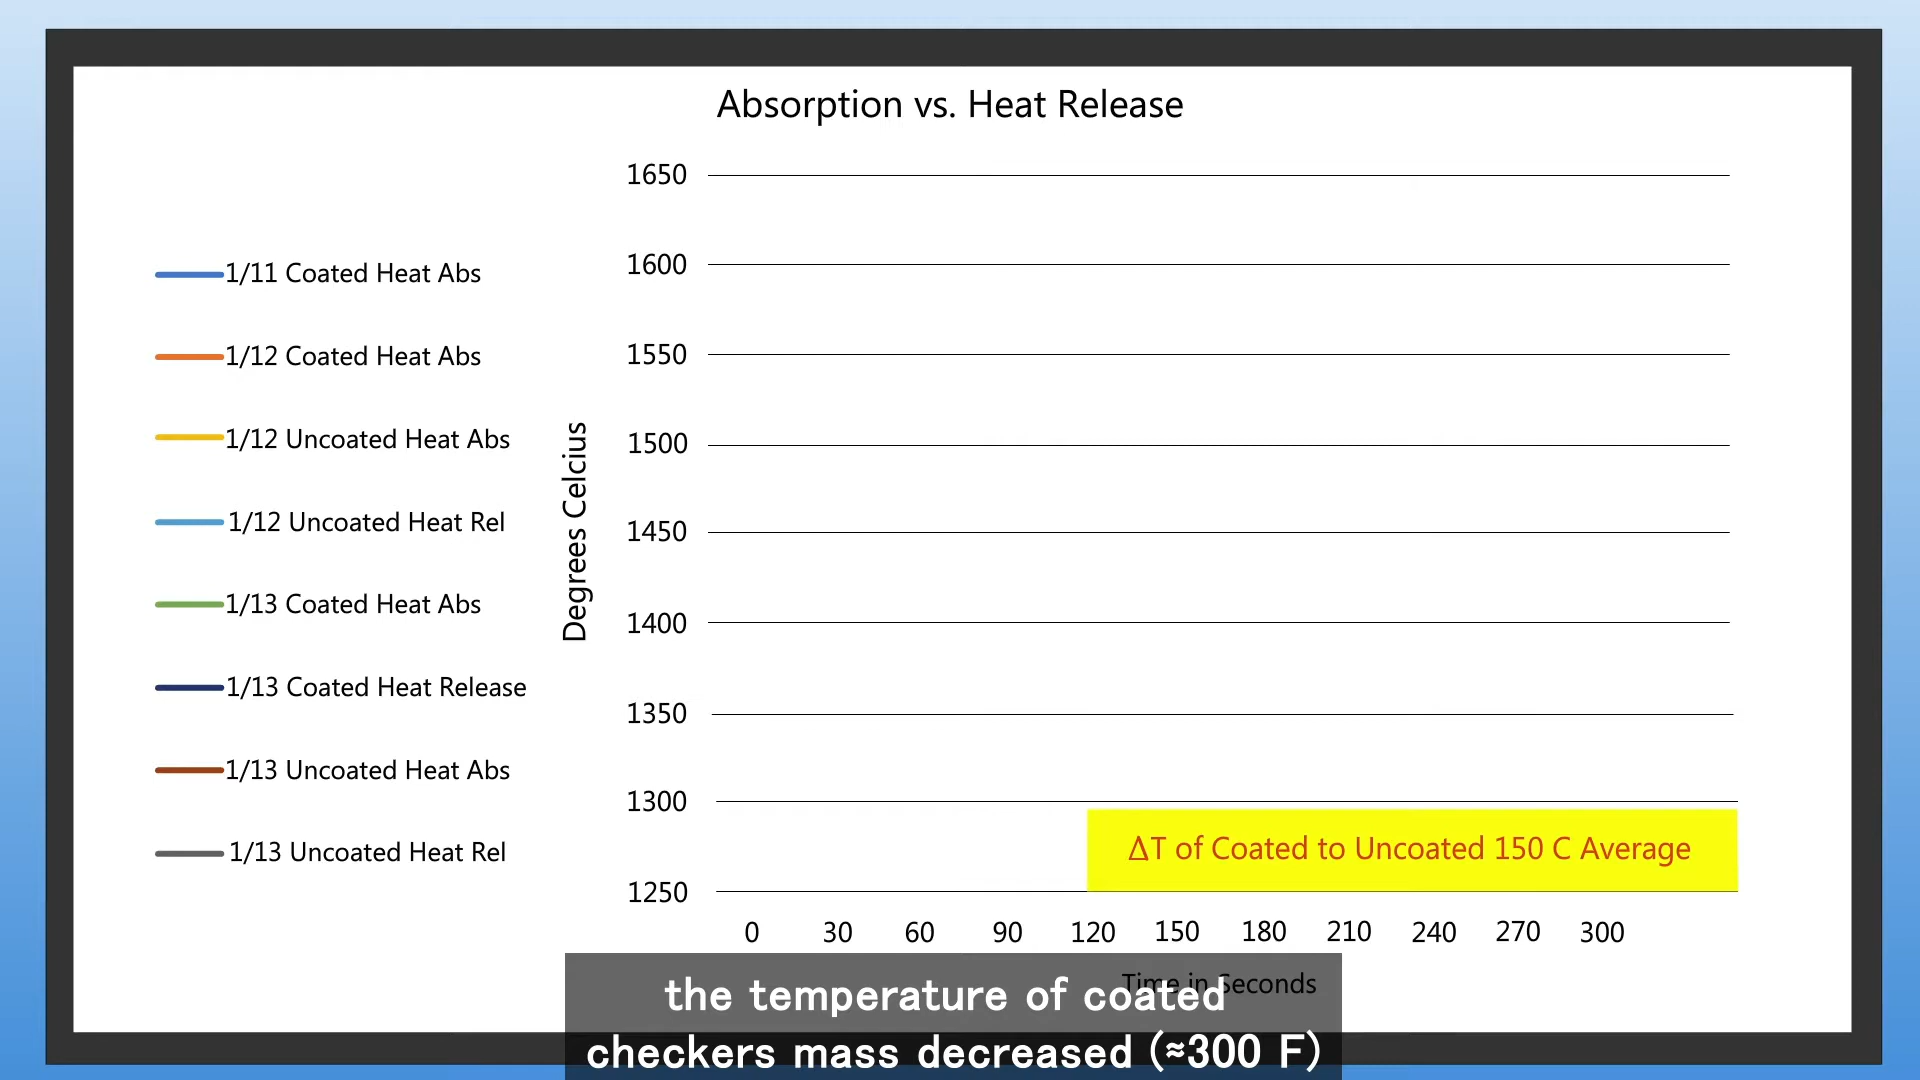 Absorption vs. Heat Release
1/11 Coated Heat Abs
1/12 Coated Heat Abs
1/12 Uncoated Heat Abs
1/12 Uncoated Heat Rel
1/13 Coated Heat Abs
1/13 Coated Heat Release
1/13 Uncoated Heat Abs
1/13 Uncoated Heat Rel
Degrees Celcius
1650
1600
1550
1500
1450
1400
1350
1300
1250
ΔT of Coated to Uncoated 150 C Average
0 30 60 90 120 150 180 210 240 270 300
Time in Seconds
the temperature of coated
checkers mass decreased (≈300 F)